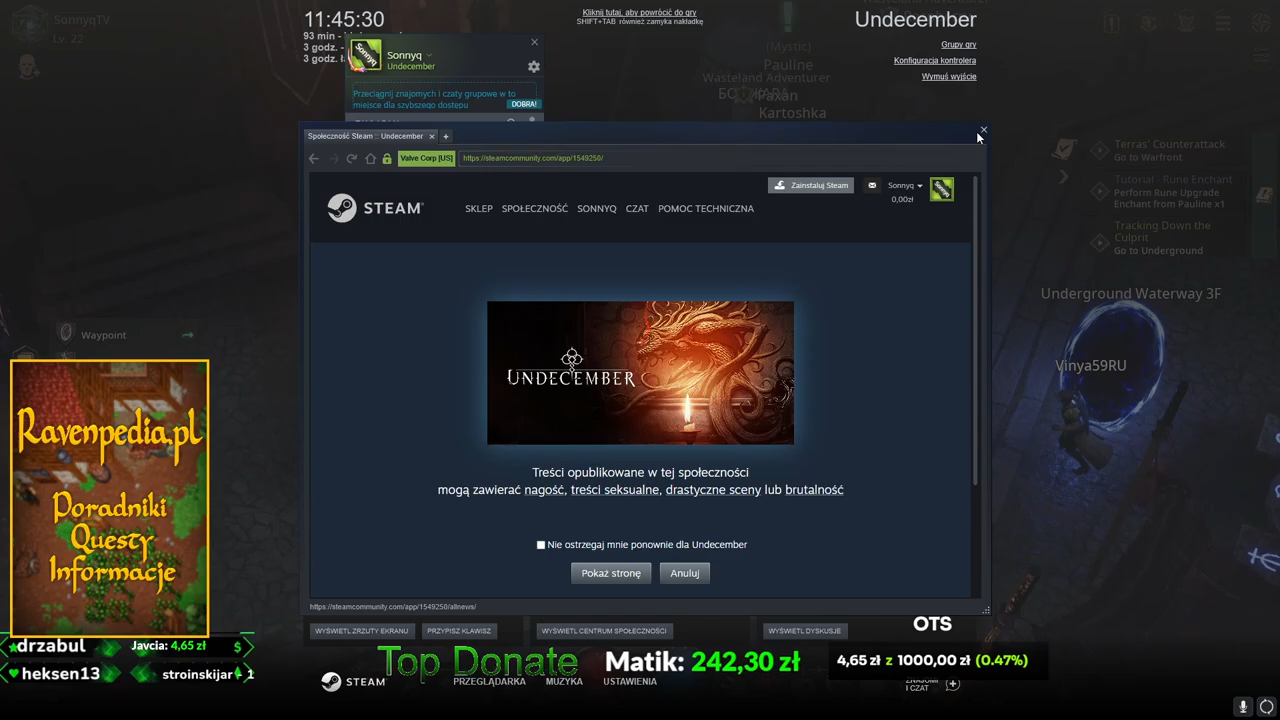 SonnyqTV
Lv. 22
11:45:30
93 min -
3 godz.
3 godz. 
Kliknij tutaj, aby powrócić do gry
SHIFT+TAB również zamyka nakładkę
Undecember
Grupy gry
Konfiguracja kontrolera
Wymuś wyjście
Sonnyq
Undecember
Przeciągnij znajomych i czaty grupowe w to
miejsce dla szybszego dostępu
DOBRA!
(Mystic)
Pauline
Wasteland Adventurer
Paxan
Kartoshka
Społeczność Steam :: Undecember
Valve Corp [US]
https://steamcommunity.com/app/1549250/
Zainstaluj Steam
Sonnyq
0,00zł
STEAM
SKLEP
SPOŁECZNOŚĆ
SONNYQ
CZAT
POMOC TECHNICZNA
UNDECEMBER
Treści opublikowane w tej społeczności
mogą zawierać nagość, treści seksualne, drastyczne sceny lub brutalność
Nie ostrzegaj mnie ponownie dla Undecember
Pokaż stronę
Anuluj
https://steamcommunity.com/app/1549250/allnews/
Terras' Counterattack
Go to Warfront
Tutorial - Rune Enchant
Perform Rune Upgrade
Enchant from Pauline x1
Tracking Down the
Culprit
Go to Underground
Underground Waterway 3F
Vinya59RU
Waypoint
Ravenpedia.pl
Poradniki
Questy
Informacje
WYŚWIETL ZRZUTY EKRANU
PRZYPISZ KLAWISZ
WYŚWIETL CENTRUM SPOŁECZNOŚCI
WYŚWIETL DYSKUSJE
OTS
drzabul
Javcia: 4,65 zł
$
heksen13
stroinskijar - 1
Top Donate
Matik: 242,30 zł
4,65 zł z 1000,00 zł (0.47%)
STEAM
PRZEGLĄDARKA
MUZYKA
USTAWIENIA
ZNAJOMI
I CZAT